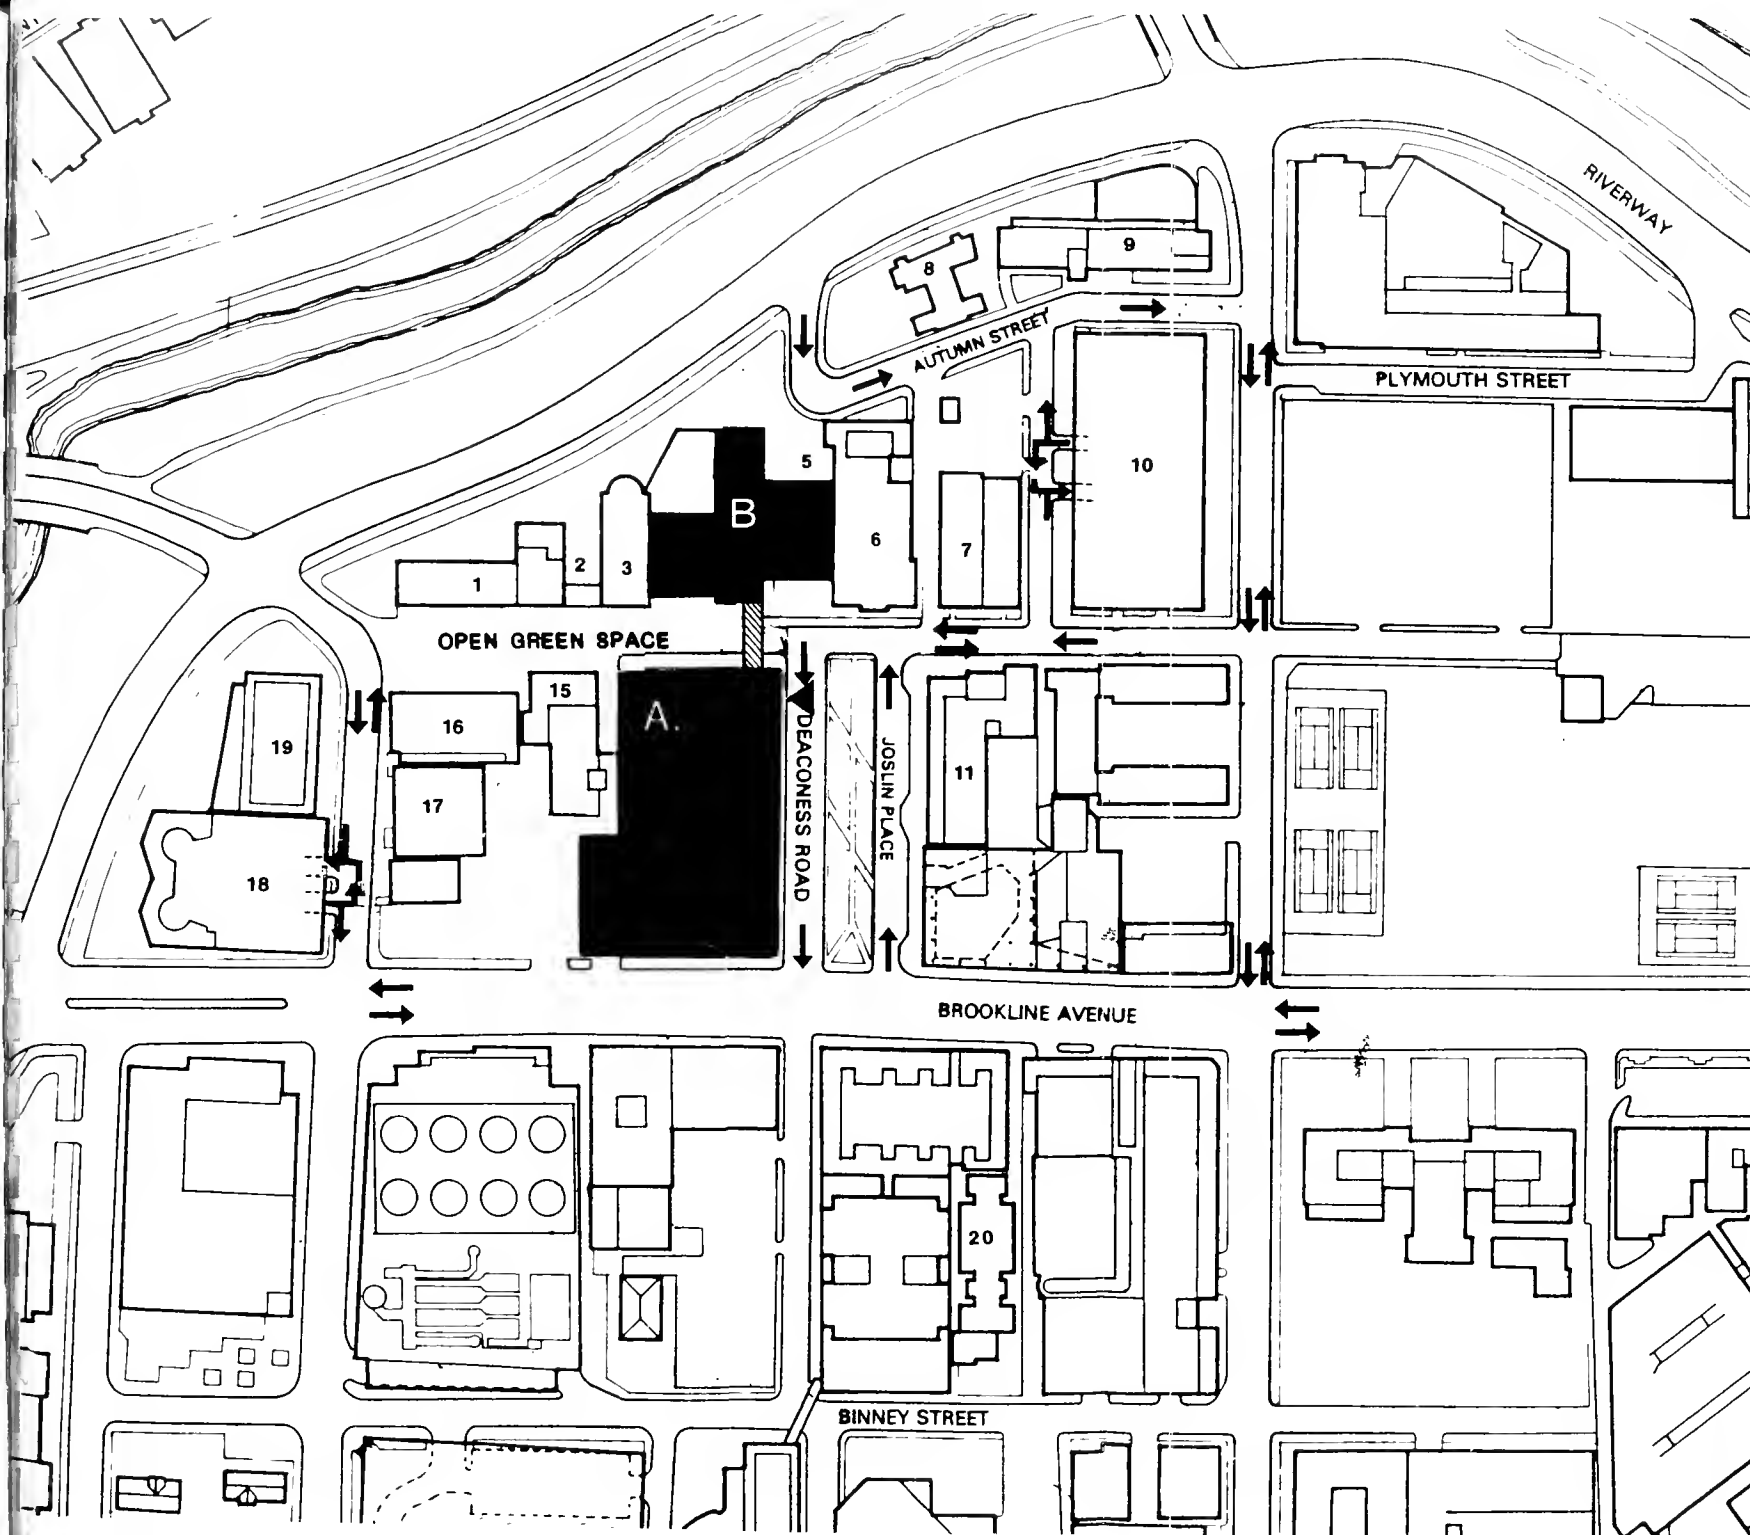 RIVERWAY
9
8
AUTUMN STREET
PLYMOUTH STREET
5
10
B
6
7
2
3
1
OPEN GREEN SPACE
15
A.
16
19
DEACONESS ROAD
JOSLIN PLACE
11
17
18
BROOKLINE AVENUE
20
BINNEY STREET